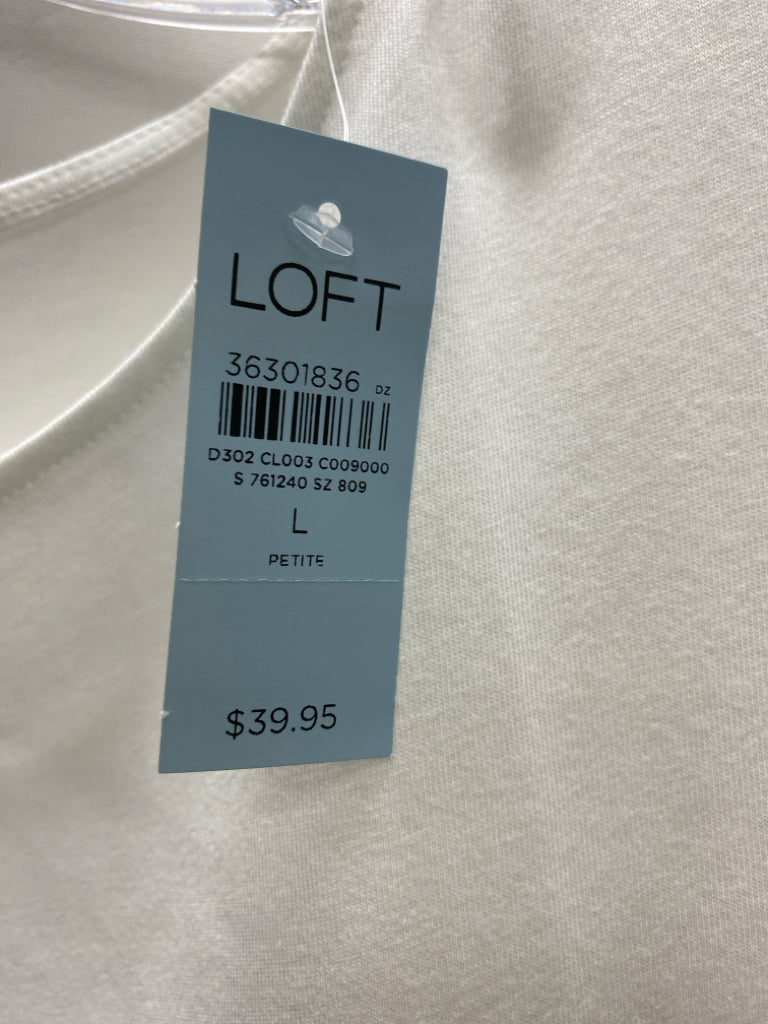 LOFT
36301836 DZ
D302 CL003 C009000
S 761240 SZ 809
L
PETITE
$39.95